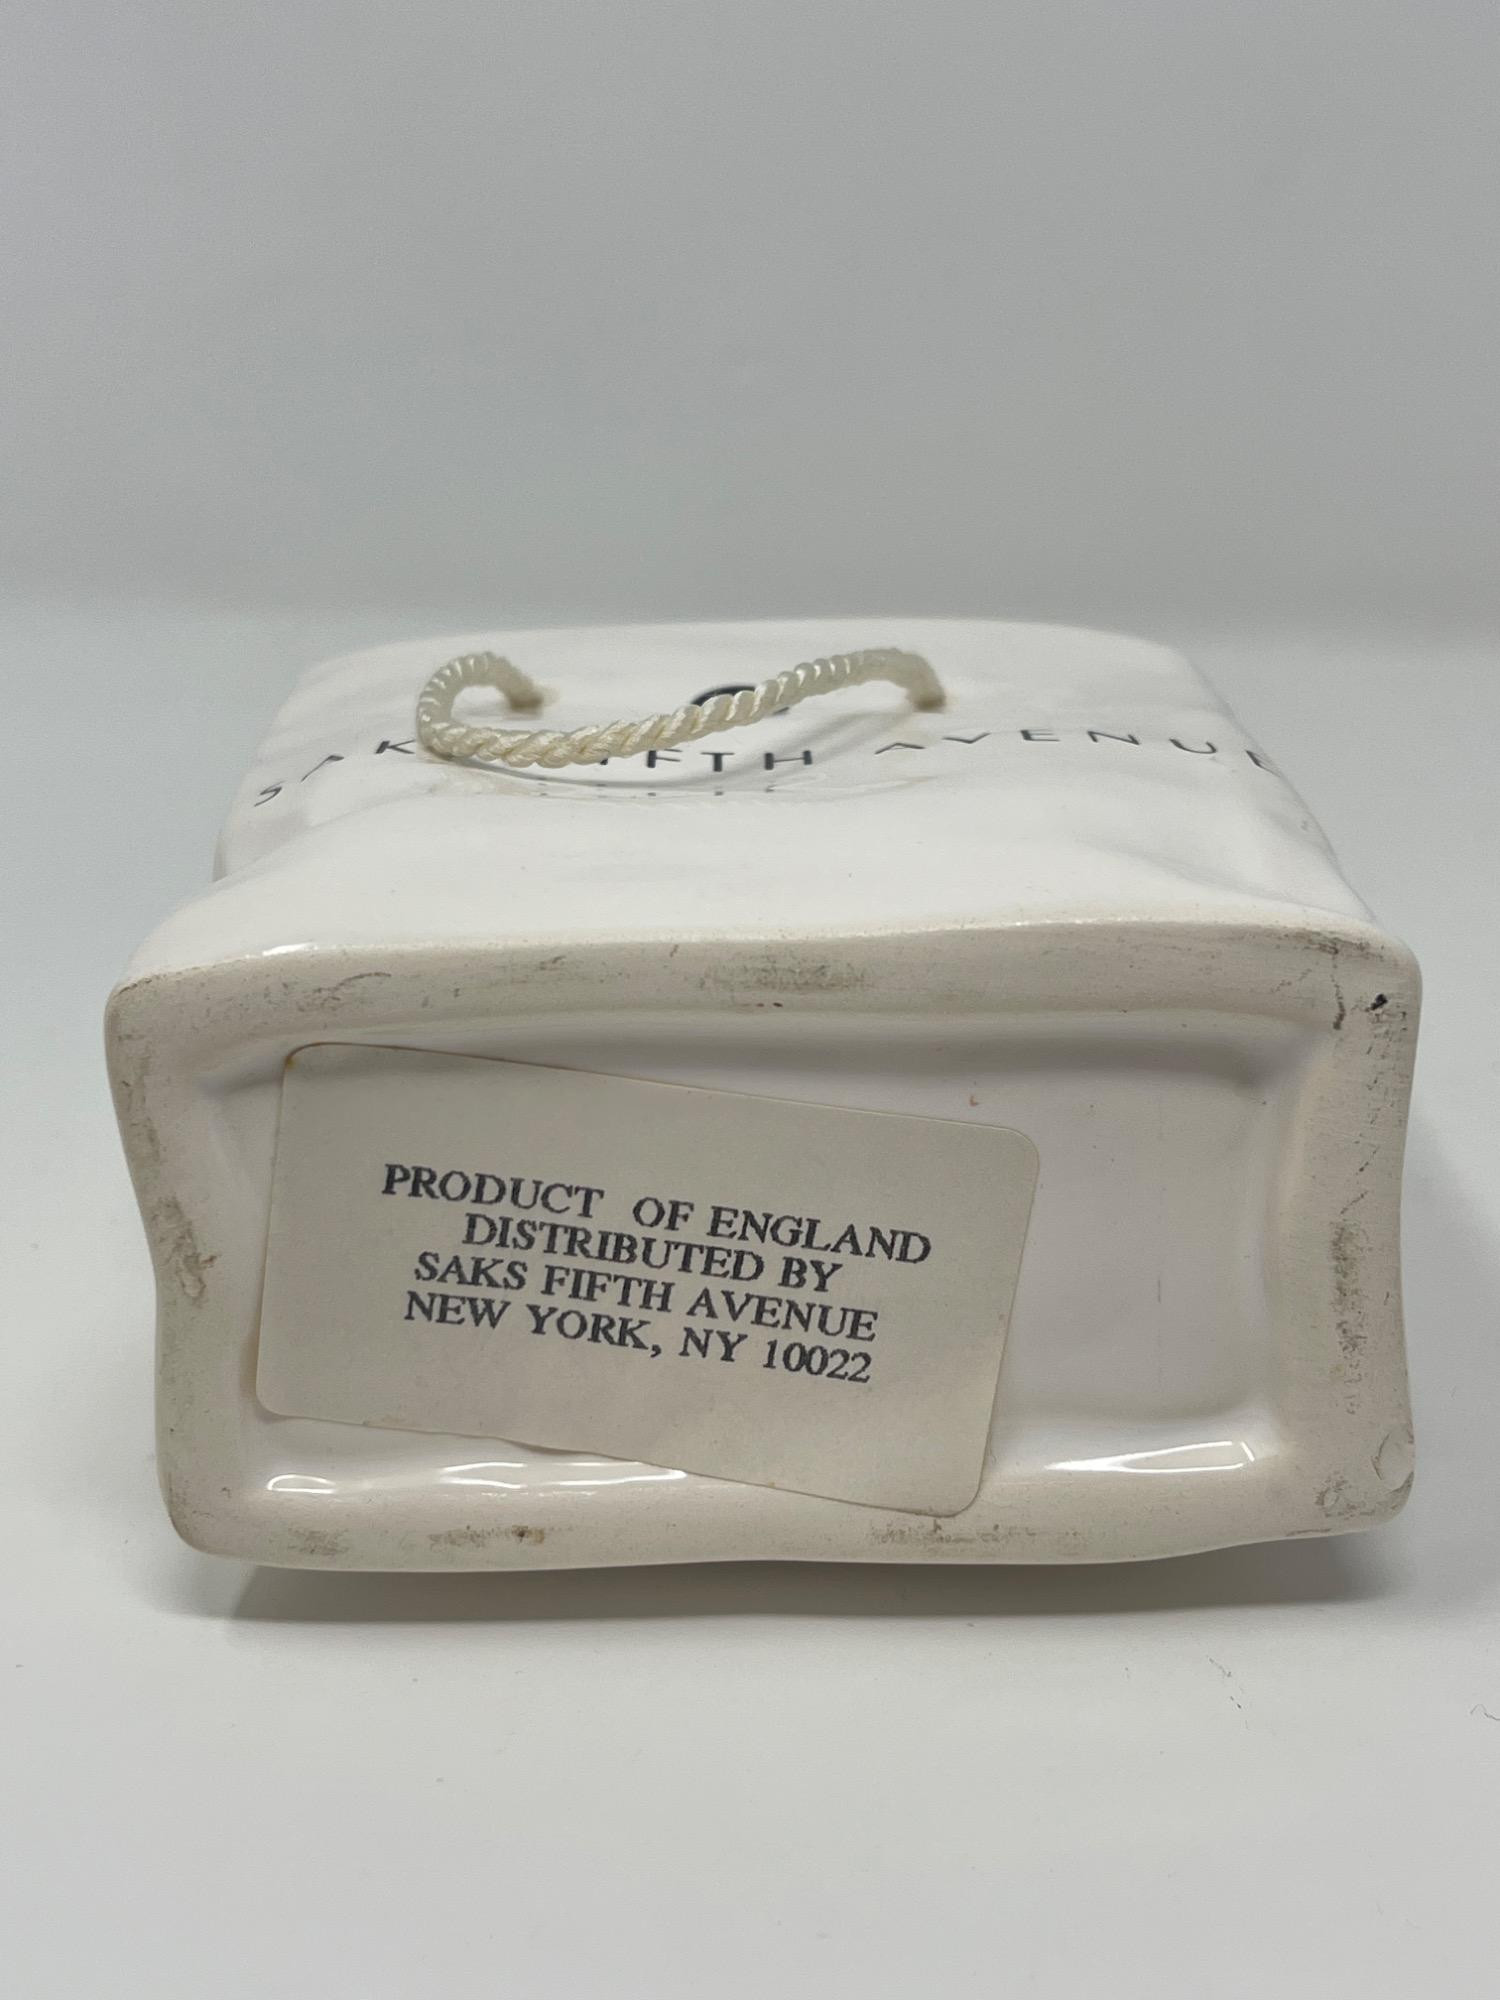 SAKS FIFTH AVENUE
PRODUCT OF ENGLAND
DISTRIBUTED BY
SAKS FIFTH AVENUE
NEW YORK, NY 10022